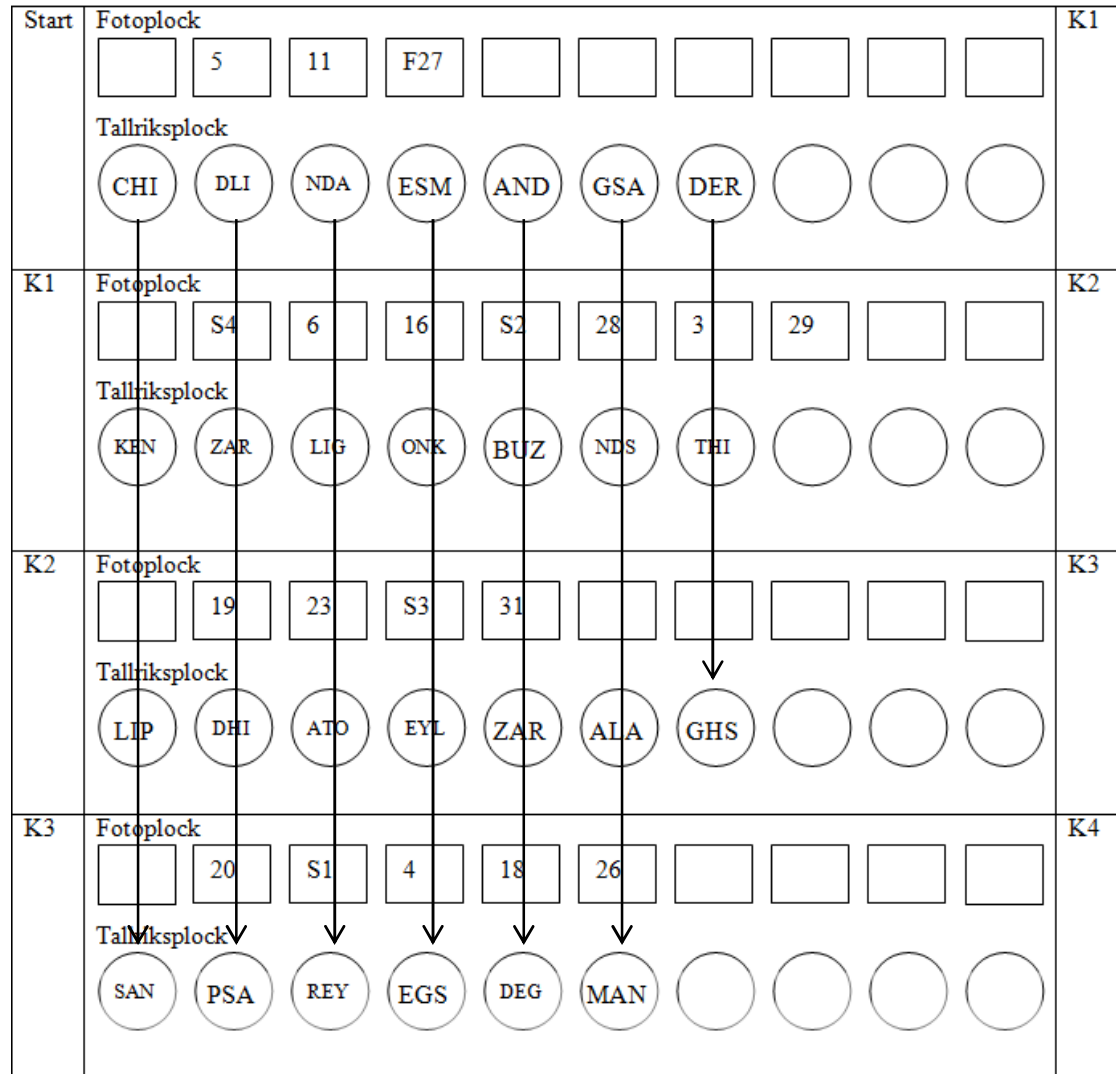 Start Fotoplock K1
5 11 F27
Tallriksplock
CHI DLI NDA ESM AND GSA DER
K1 Fotoplock K2
S4 6 16 S2 28 3 29
Tallriksplock
KEN ZAR LIG ONK BUZ NDS THI
K2 Fotoplock K3
19 23 S3 31
Tallriksplock
LIP DHI ATO EYL ZAR ALA GHS
K3 Fotoplock K4
20 S1 4 18 26
Tallriksplock
SAN PSA REY EGS DEG MAN